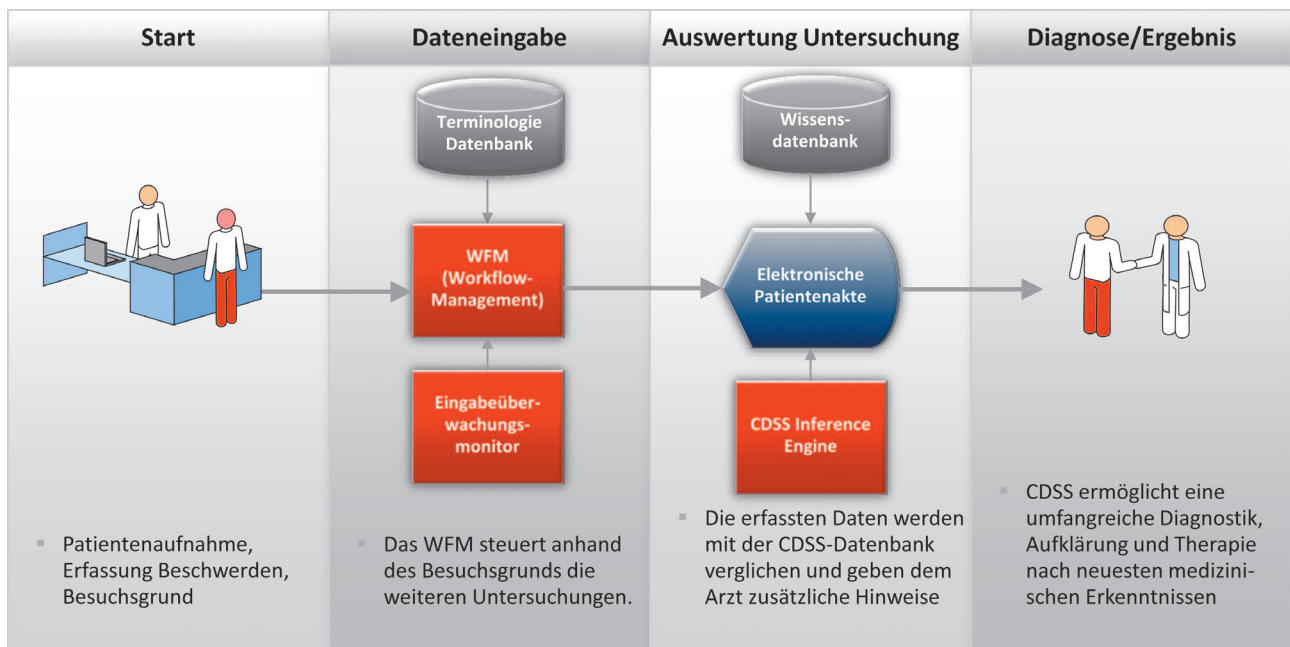 Start
Dateneingabe
Auswertung Untersuchung
Diagnose/Ergebnis
Terminologie
Datenbank
WFM
(Workflow-
Management)
Eingabeüber-
wachungs-
monitor
Wissens-
datenbank
Elektronische
Patientenakte
CDSS Inference
Engine
▪ Patientenaufnahme,
Erfassung Beschwerden,
Besuchsgrund
▪ Das WFM steuert anhand
des Besuchsgrunds die
weiteren Untersuchungen.
▪ Die erfassten Daten werden
mit der CDSS-Datenbank
verglichen und geben dem
Arzt zusätzliche Hinweise
▪ CDSS ermöglicht eine
umfangreiche Diagnostik,
Aufklärung und Therapie
nach neuesten medizini-
schen Erkenntnissen